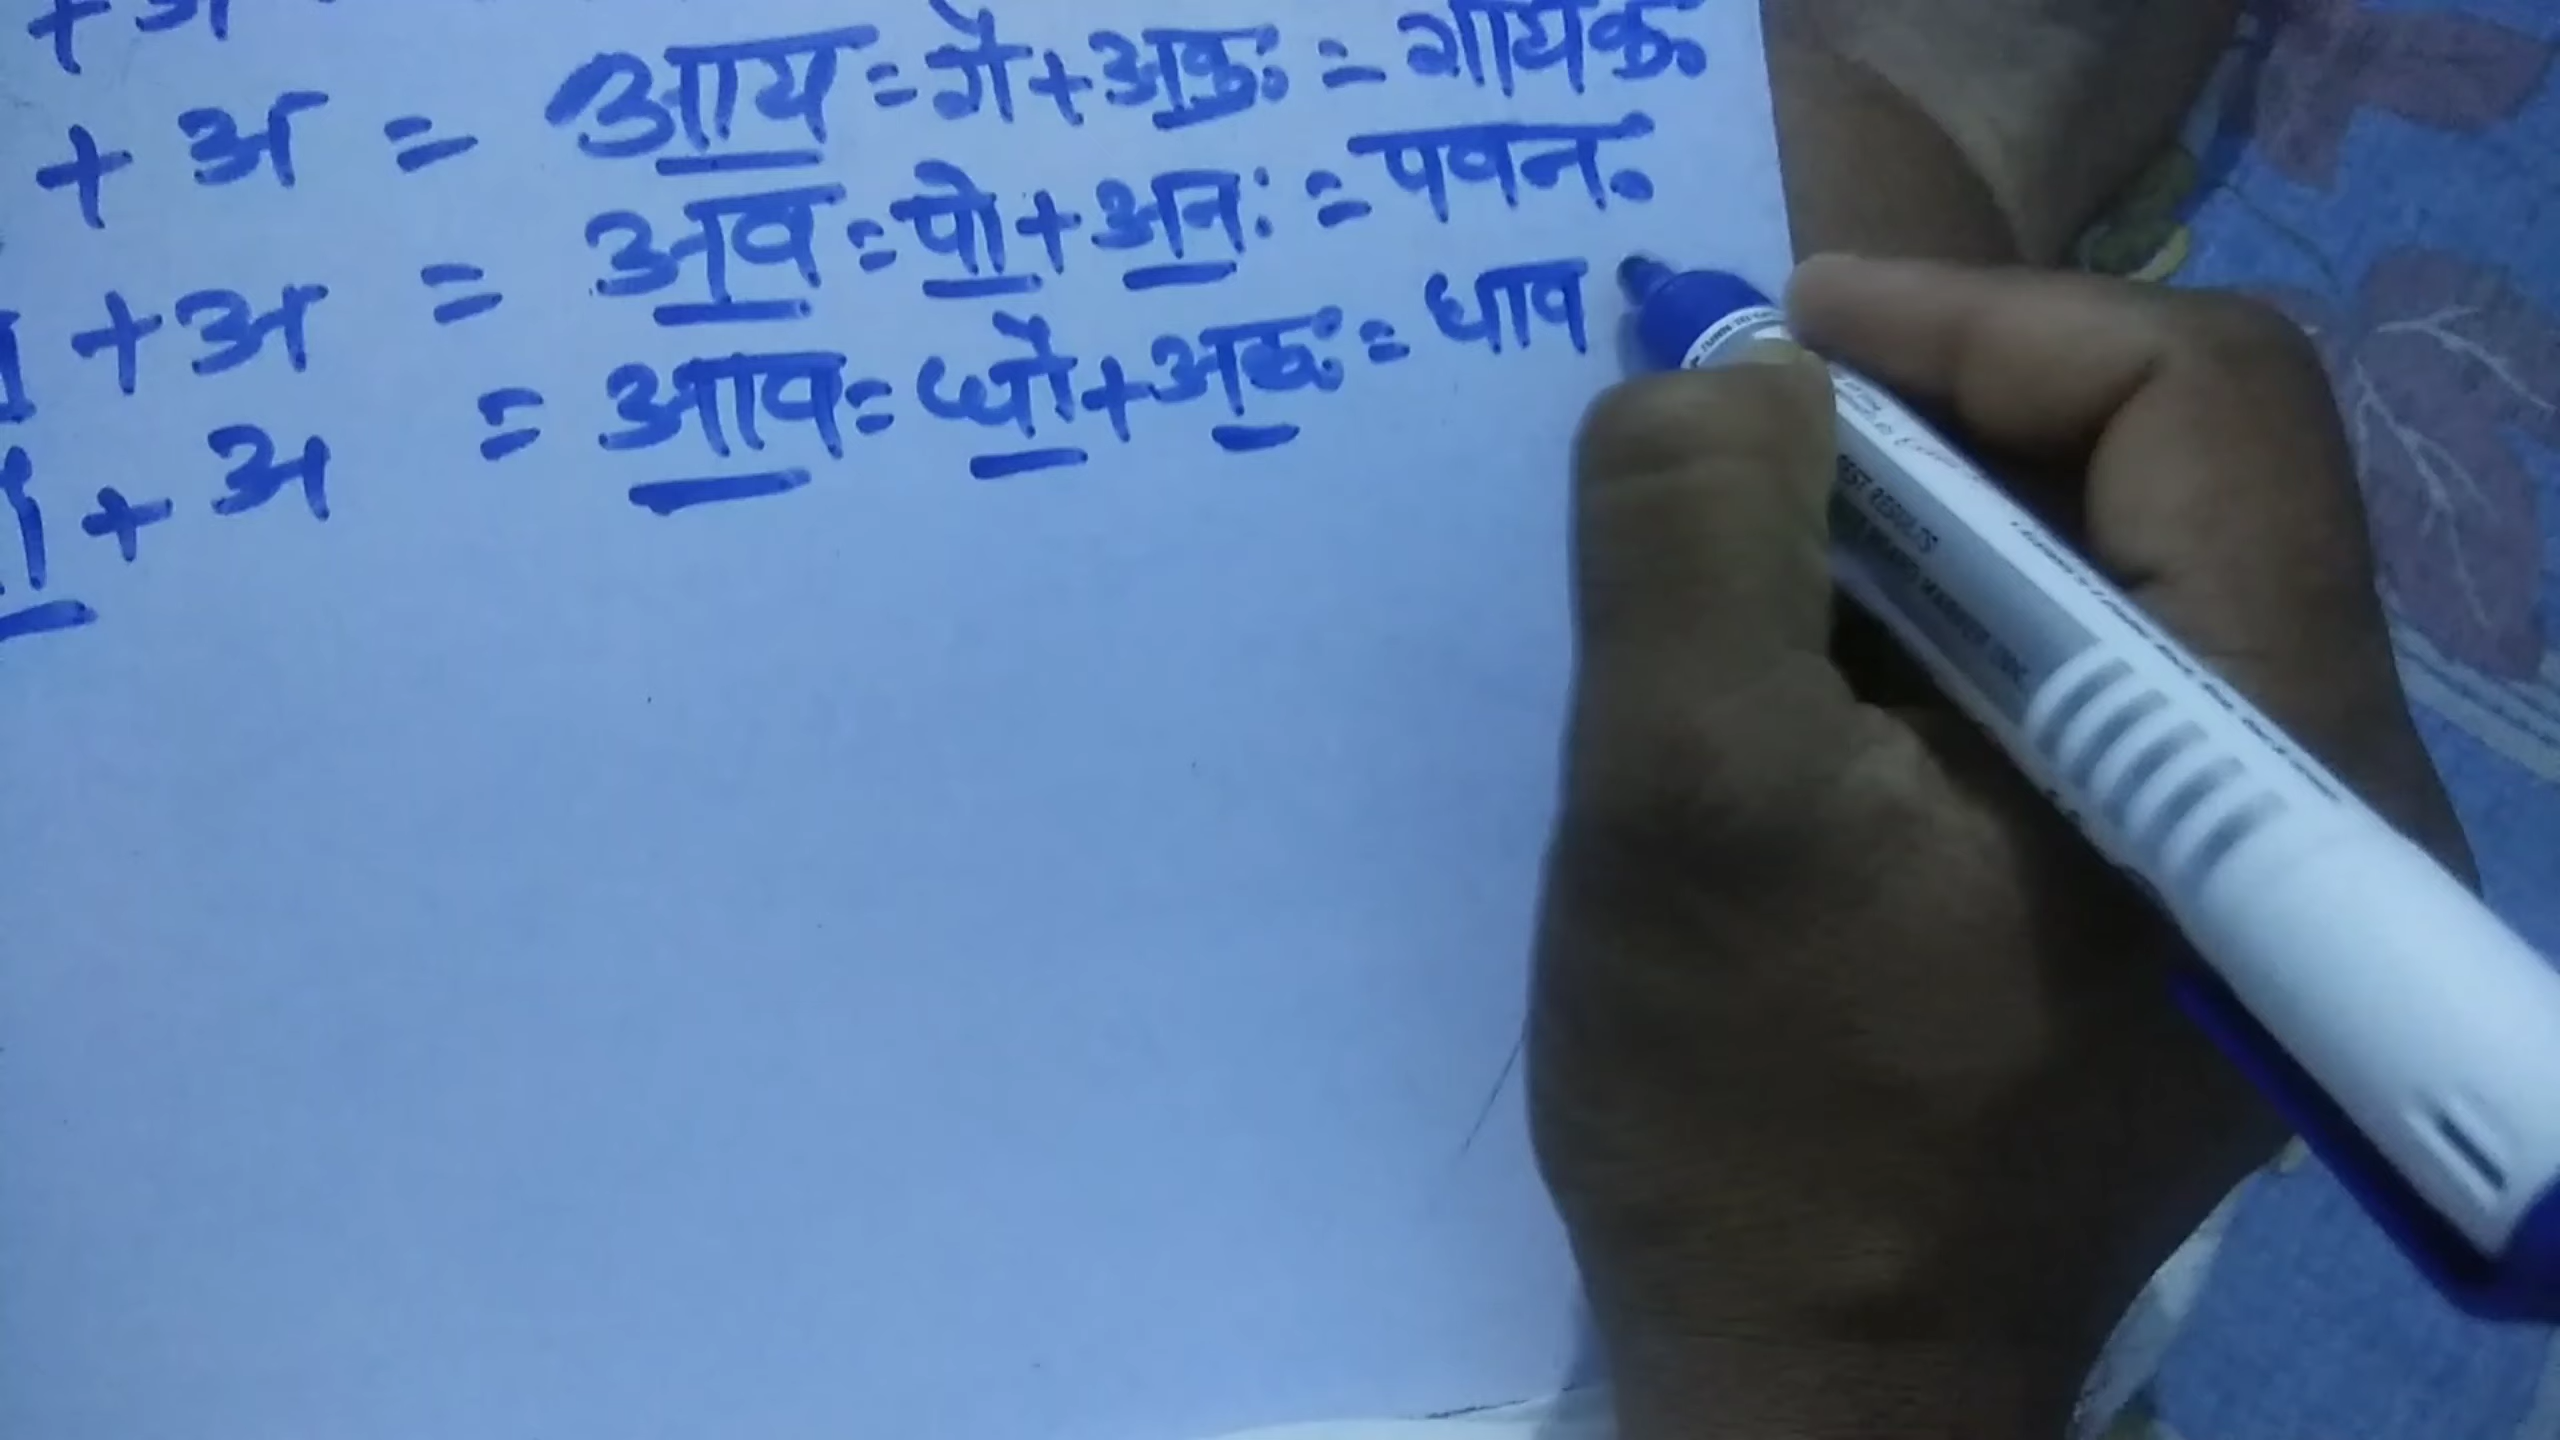 + अ
+ अ = आय = गै + अकः = गायकः
+ अ = अव = पो + अनः = पवनः
+ अ = आव = धौ + अकः = धाव